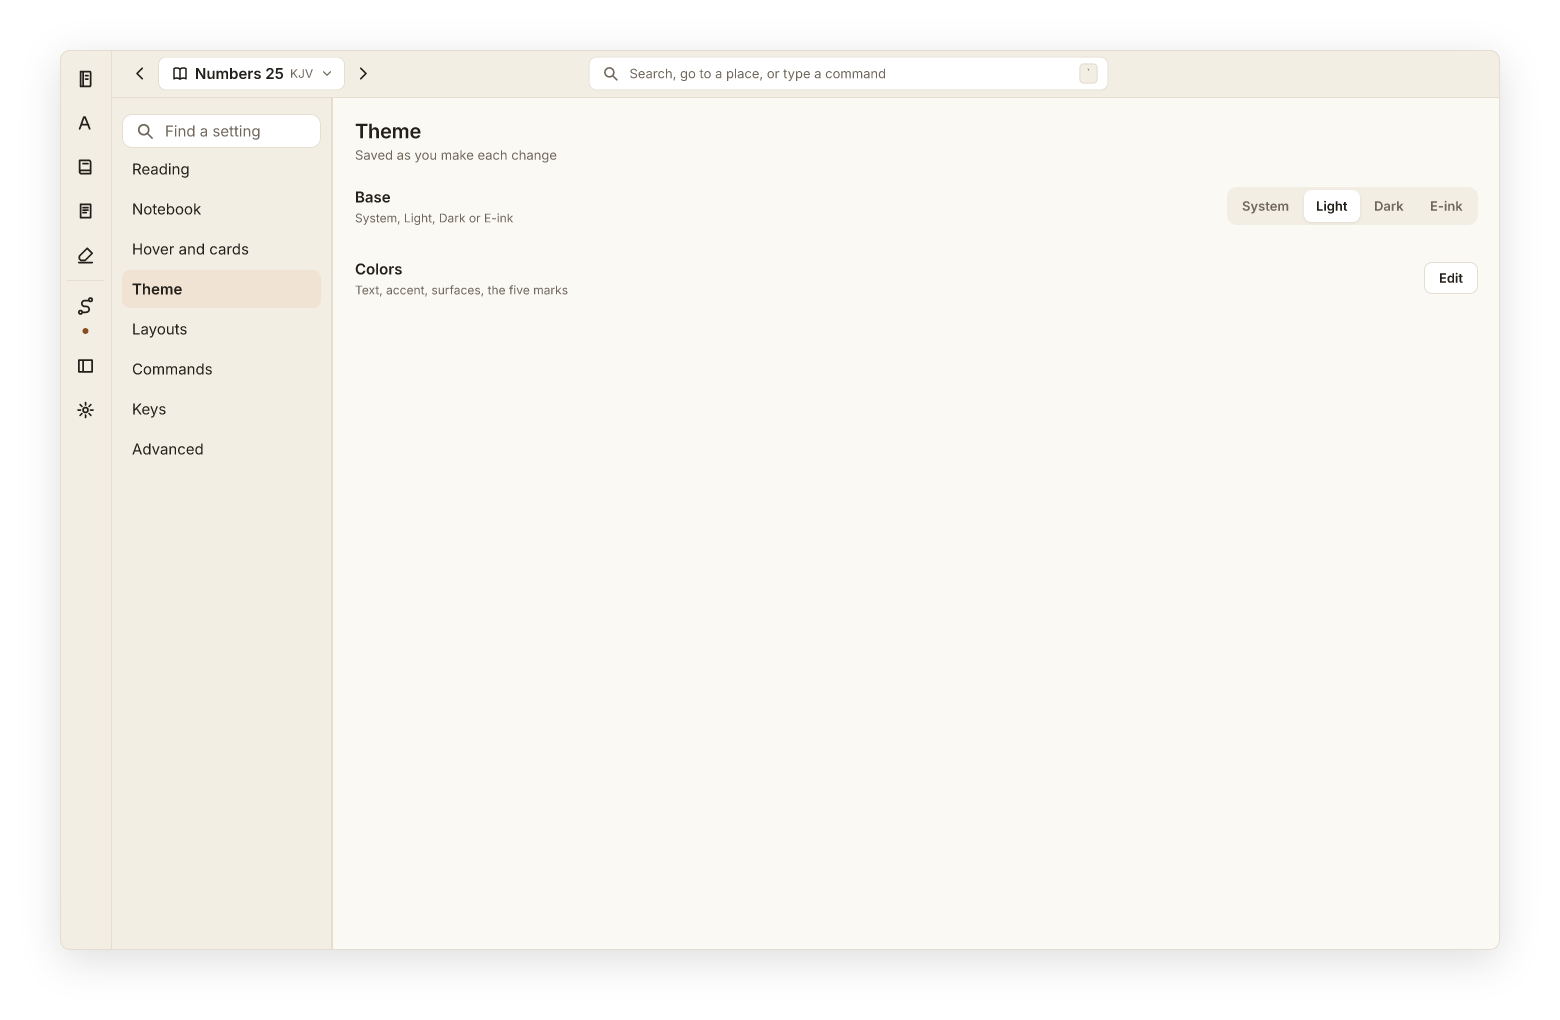 Numbers 25 KJV
Search, go to a place, or type a command
Find a setting
Reading
Notebook
Hover and cards
Theme
Layouts
Commands
Keys
Advanced
Theme
Saved as you make each change
Base
System, Light, Dark or E-ink
System Light Dark E-ink
Colors
Text, accent, surfaces, the five marks
Edit